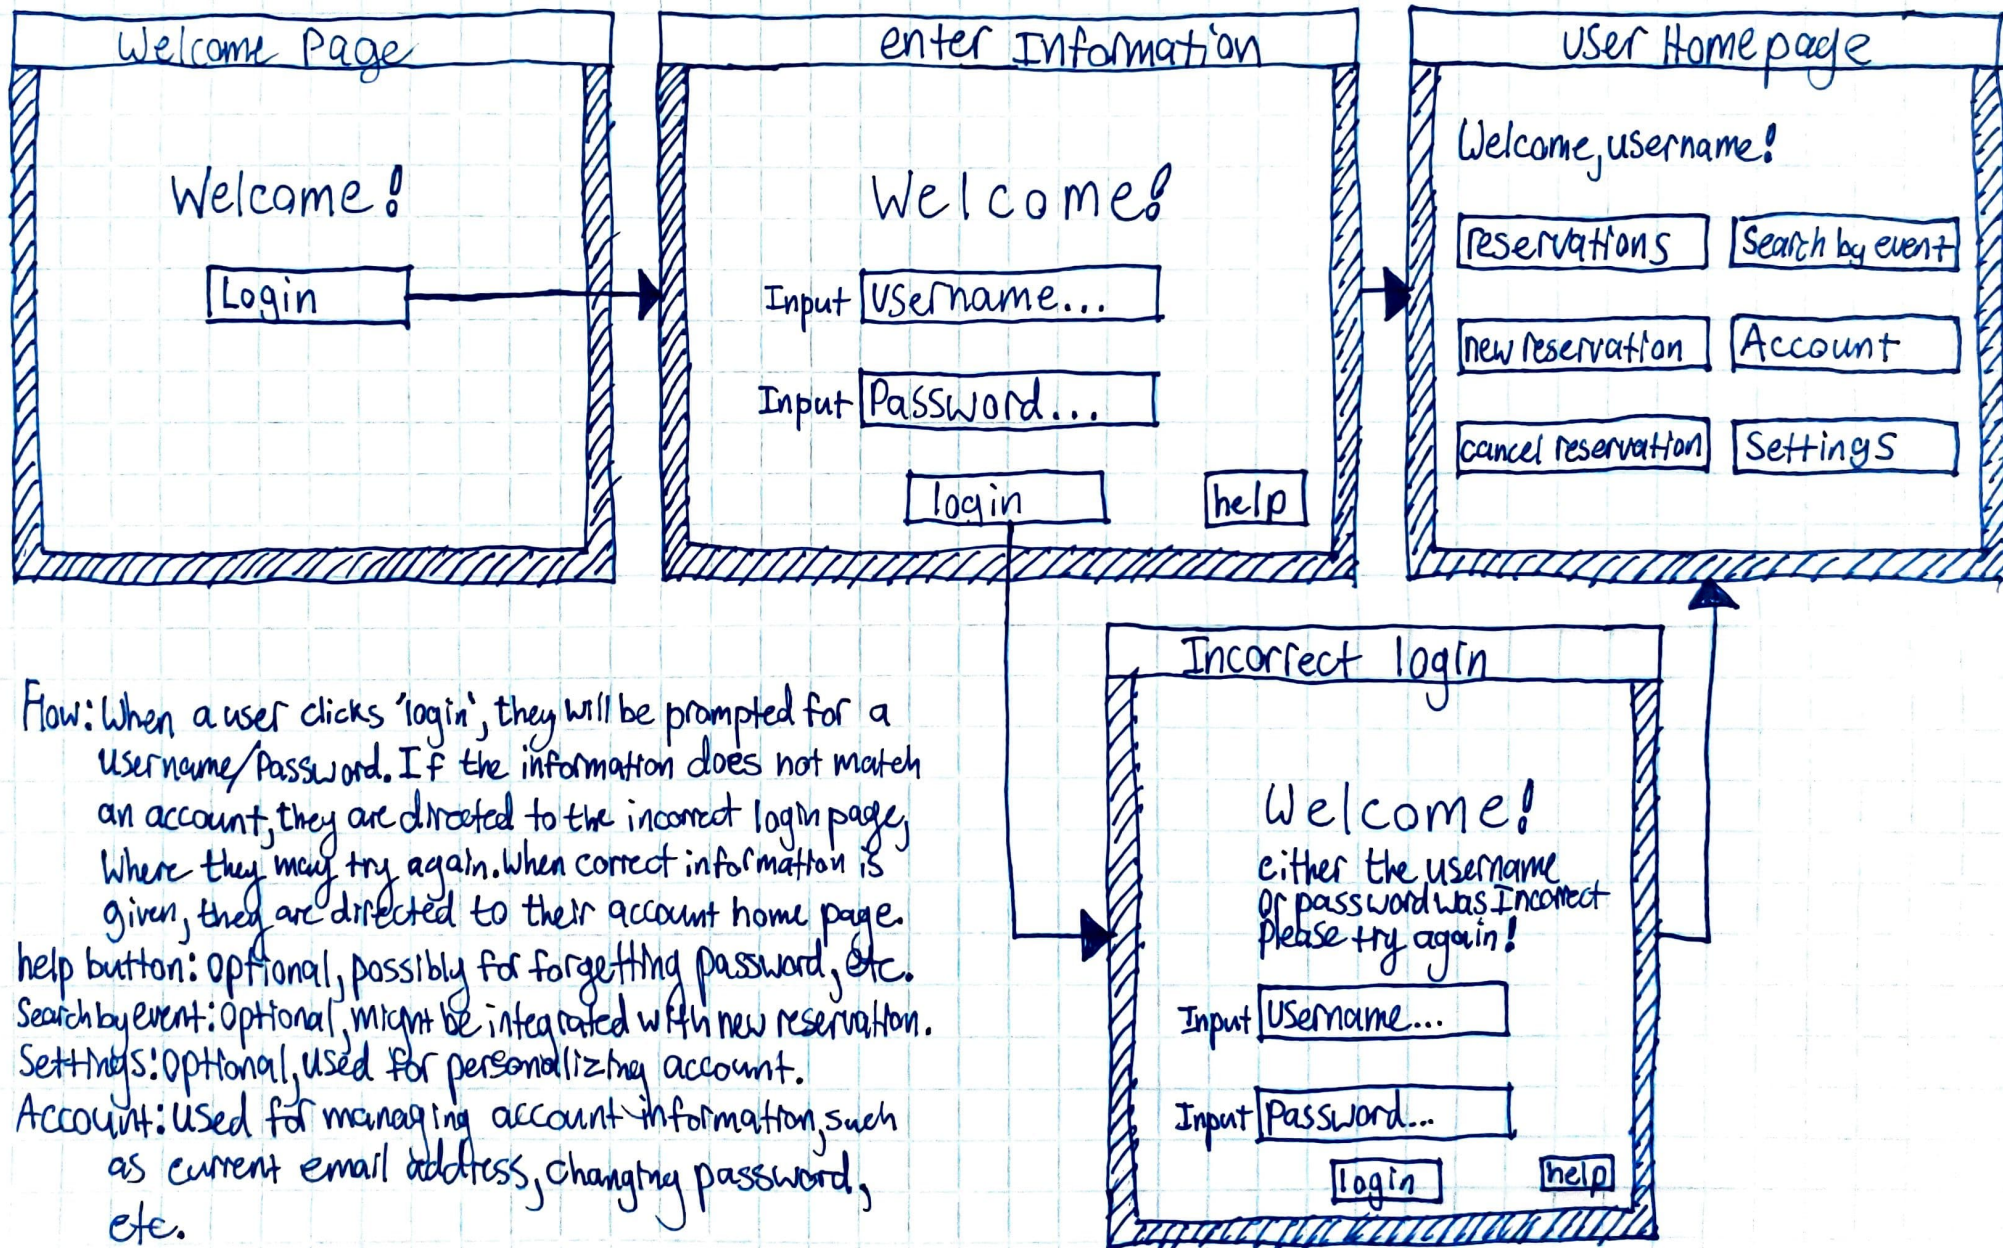 Welcome Page
Welcome!
Login
enter Information
Welcome!
Input Username...
Input Password...
login
help
User Homepage
Welcome, username!
reservations
Search by event
new reservation
Account
cancel reservation
Settings
Incorrect login
Welcome!
either the username
or password was Incorrect
Please try again!
Input Username...
Input Password...
login
help
Flow: When a user clicks 'login', they will be prompted for a
username/Password. If the information does not match
an account, they are directed to the incorrect login page,
Where they may try again. When correct information is
given, they are directed to their account home page.
help button: optional, possibly for forgetting password, etc.
Search by event: Optional, might be integrated with new reservation.
Settings: Optional, used for personalizing account.
Account: Used for managing account information, such
as current email address, changing password,
etc.